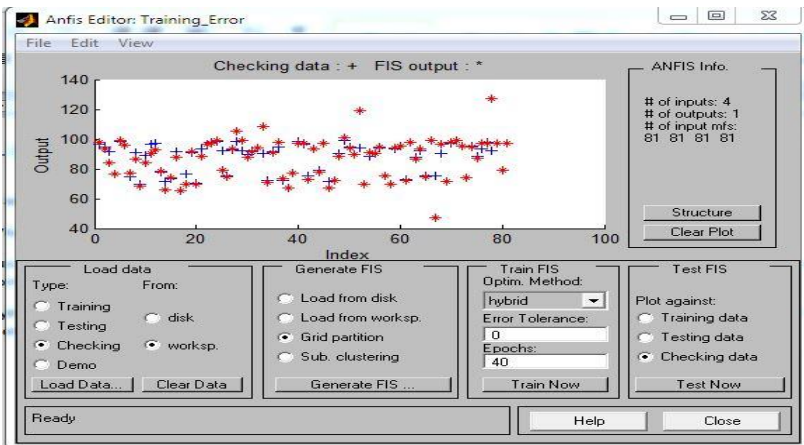 Anfis Editor: Training_Error
File Edit View
Checking data : + FIS output : *
140
120
100
80
60
40
Output
0 20 40 60 80 100
Index
ANFIS Info.
# of inputs: 4
# of outputs: 1
# of input mfs:
81 81 81 81
Structure
Clear Plot
Load data
Type: From:
Training
Testing
Checking
Demo
disk
worksp.
Load Data... Clear Data
Generate FIS
Load from disk
Load from worksp.
Grid partition
Sub. clustering
Generate FIS ...
Train FIS
Optim. Method:
hybrid
Error Tolerance:
0
Epochs:
40
Train Now
Test FIS
Plot against:
Training data
Testing data
Checking data
Test Now
Ready
Help
Close